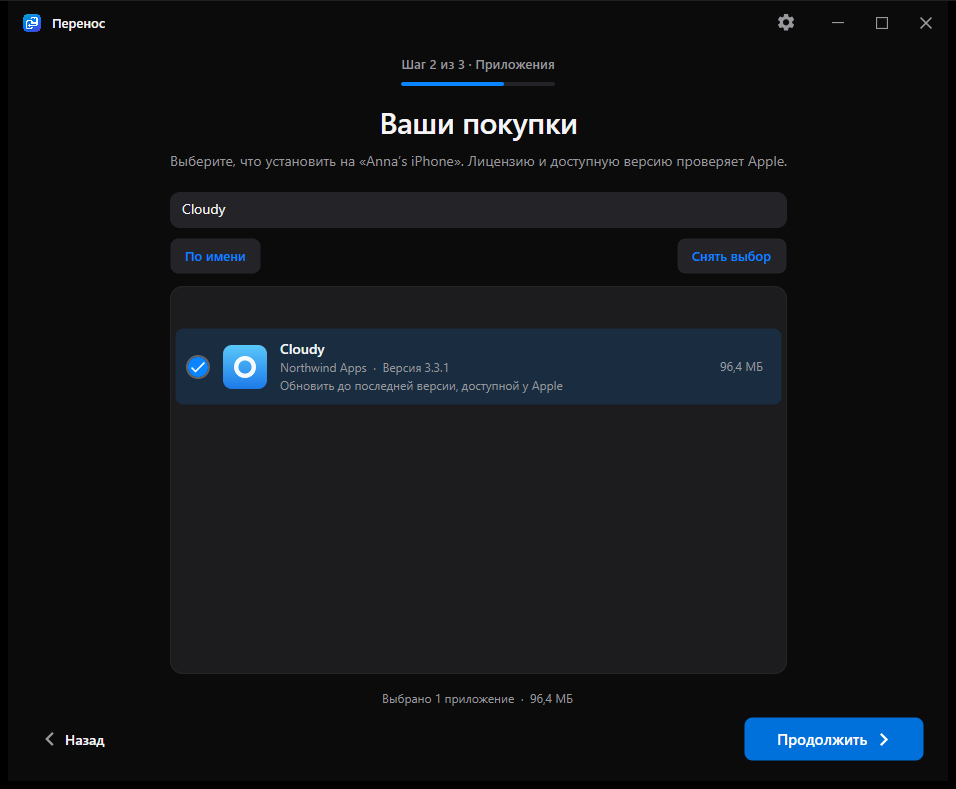 Перенос
Шаг 2 из 3 · Приложения
Ваши покупки
Выберите, что установить на «Anna’s iPhone». Лицензию и доступную версию проверяет Apple.
Cloudy
По имени
Снять выбор
Cloudy
Northwind Apps · Версия 3.3.1
96,4 МБ
Обновить до последней версии, доступной у Apple
Выбрано 1 приложение · 96,4 МБ
Назад
Продолжить